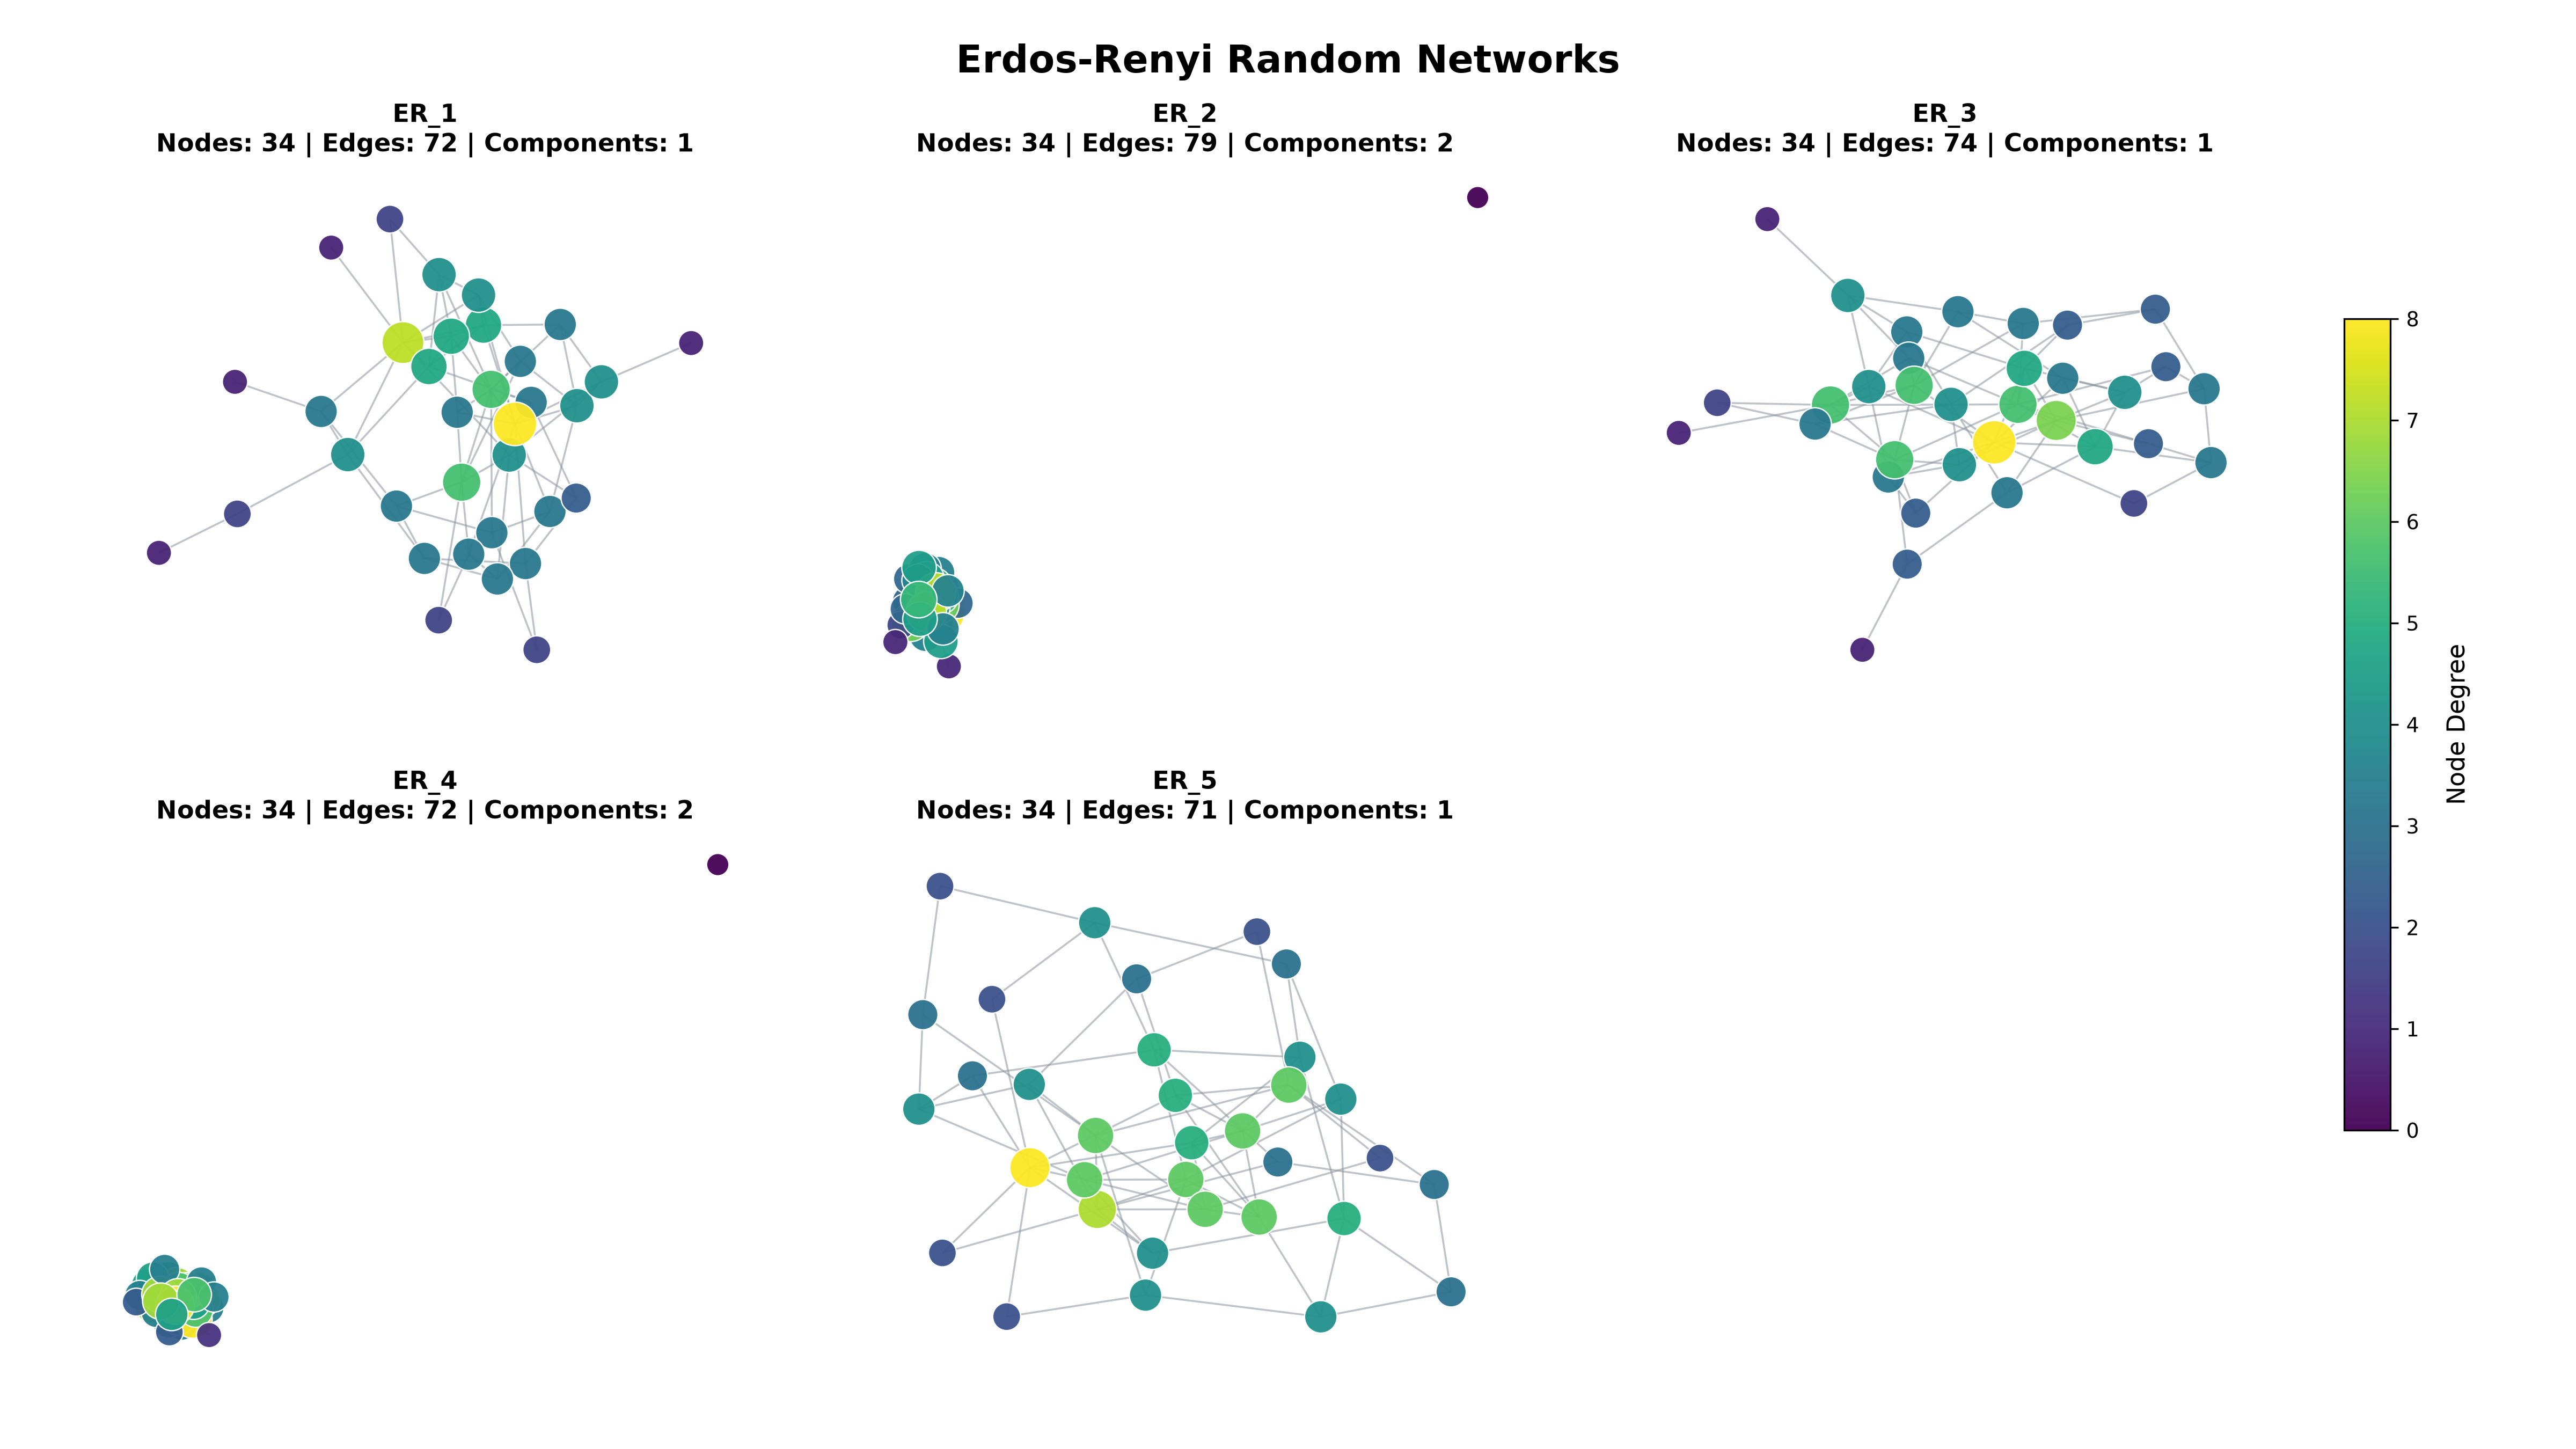 Erdos-Renyi Random Networks
ER_1
Nodes: 34 | Edges: 72 | Components: 1
ER_2
Nodes: 34 | Edges: 79 | Components: 2
ER_3
Nodes: 34 | Edges: 74 | Components: 1
ER_4
Nodes: 34 | Edges: 72 | Components: 2
ER_5
Nodes: 34 | Edges: 71 | Components: 1
8
7
6
5
4
3
2
1
0
Node Degree